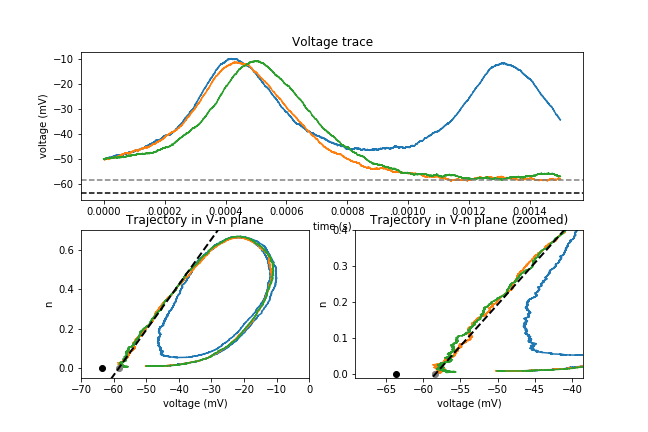 Voltage trace
voltage (mV)
−10
−20
−30
−40
−50
−60
0.0000 0.0002 0.0004 0.0006 0.0008 0.0010 0.0012 0.0014
time (s)
Trajectory in V-n plane
n
0.6
0.4
0.2
0.0
−70 −60 −50 −40 −30 −20 −10 0
voltage (mV)
Trajectory in V-n plane (zoomed)
n
0.4
0.3
0.2
0.1
0.0
−65 −60 −55 −50 −45 −40
voltage (mV)